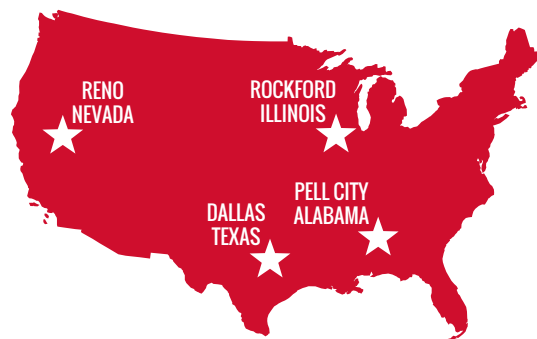 RENO
NEVADA
ROCKFORD
ILLINOIS
PELL CITY
ALABAMA
DALLAS
TEXAS